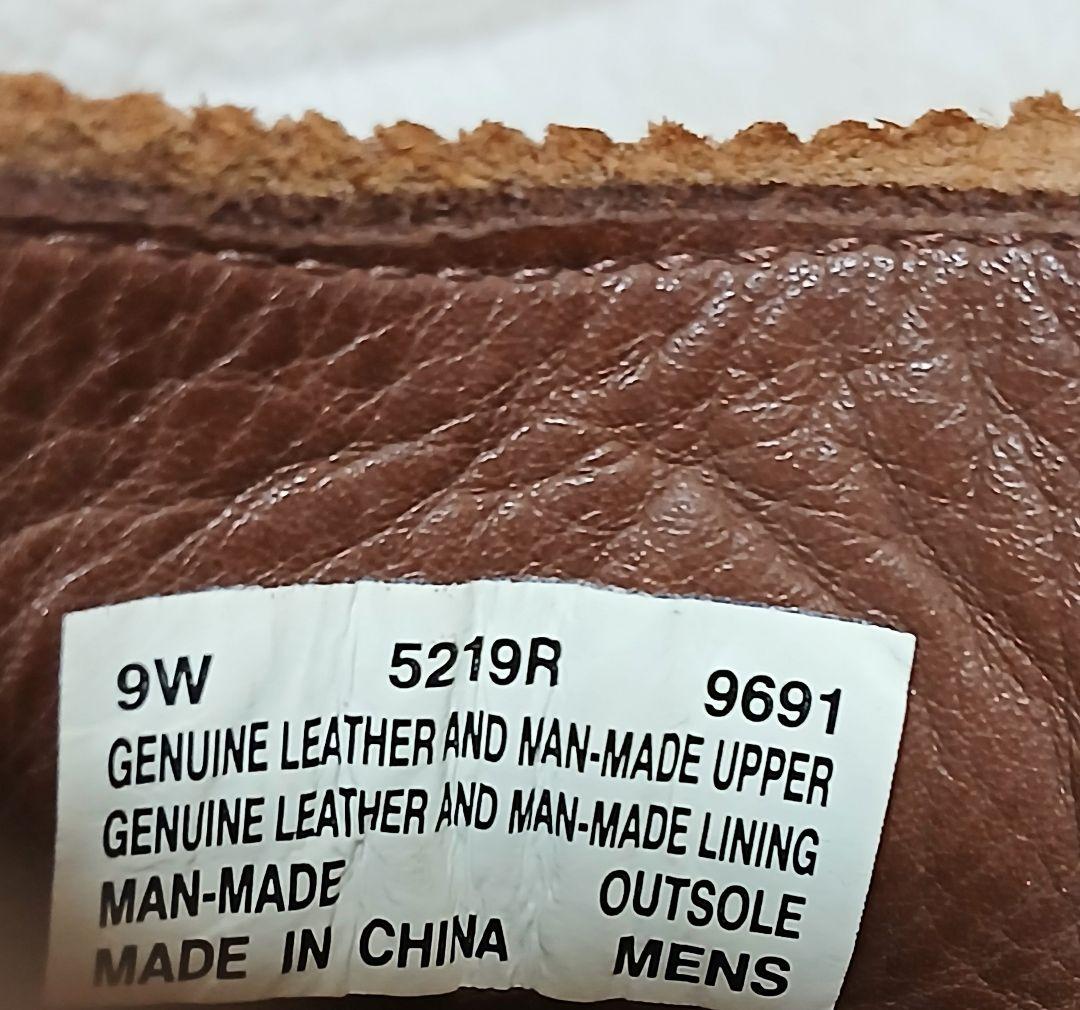 9W 5219R 9691
GENUINE LEATHER AND MAN-MADE UPPER
GENUINE LEATHER AND MAN-MADE LINING
MAN-MADE OUTSOLE
MADE IN CHINA MENS